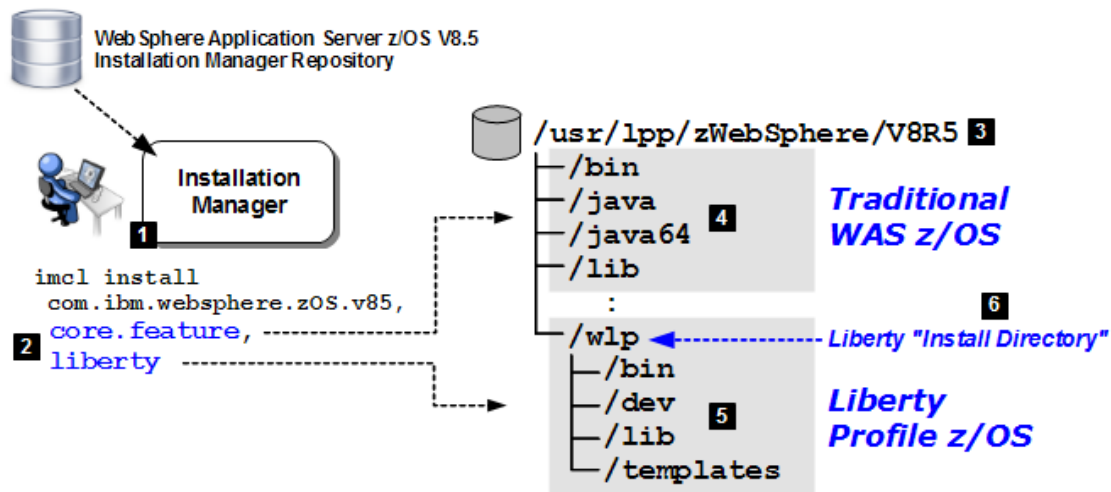 WebSphere Application Server z/OS V8.5
Installation Manager Repository
Installation
Manager
1
imcl install
com.ibm.websphere.zOS.v85,
core.feature,
2
liberty
/usr/lpp/zWebSphere/V8R5 3
/bin
/java
/java64
/lib
:
4
Traditional
WAS z/OS
6
/wlp
Liberty "Install Directory"
/bin
/dev
/lib
/templates
5
Liberty
Profile z/OS